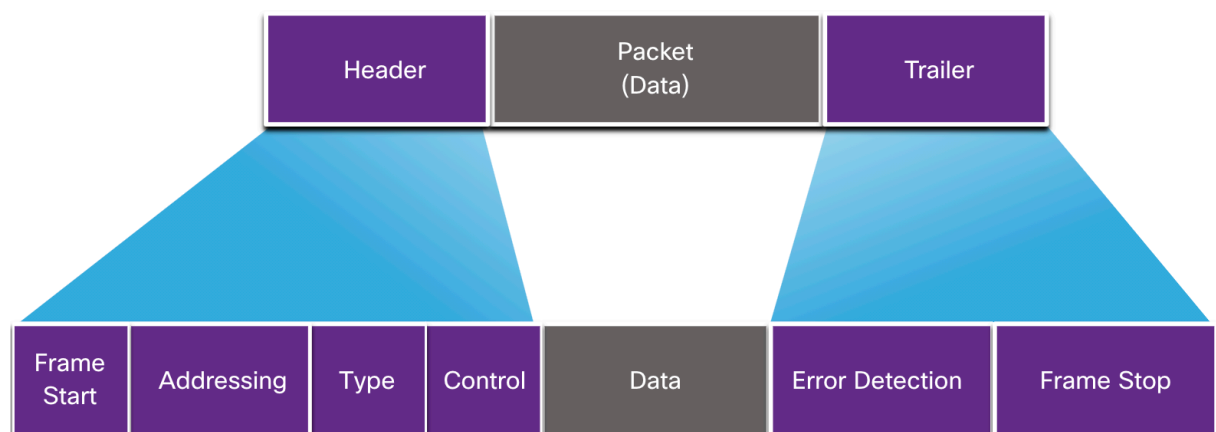 Header
Packet
(Data)
Trailer
Frame
Start
Addressing
Type
Control
Data
Error Detection
Frame Stop